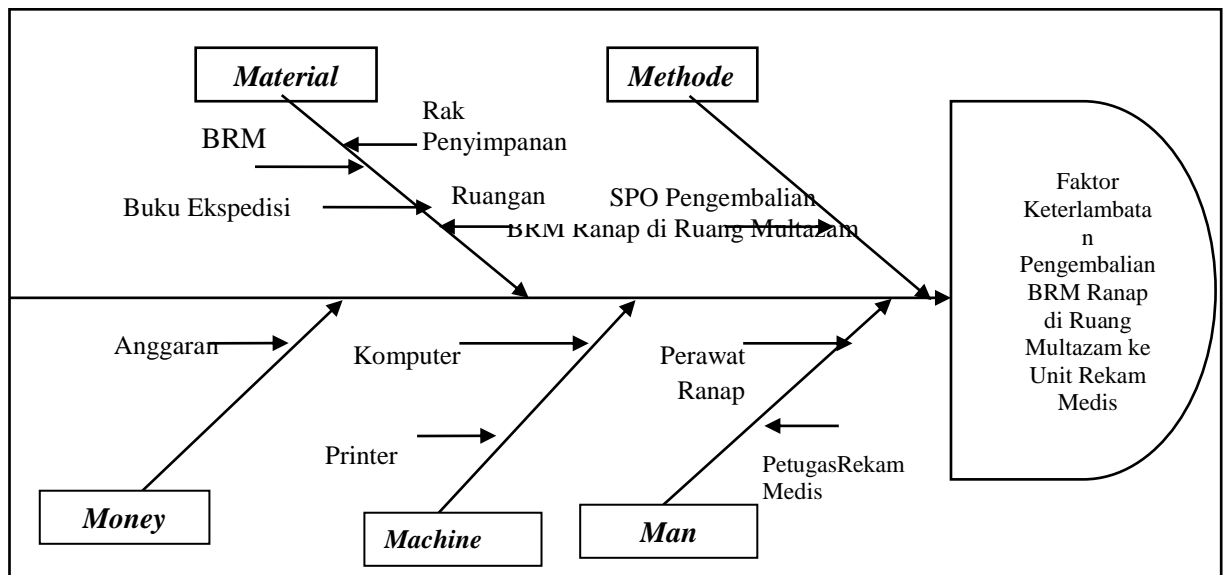 Material
Methode
Rak
Penyimpanan
BRM
Buku Ekspedisi
Ruangan
SPO Pengembalian
BRM Ranap di Ruang Multazam
Faktor
Keterlambata
n
Pengembalian
BRM Ranap
di Ruang
Multazam ke
Unit Rekam
Medis
Anggaran
Komputer
Perawat
Ranap
Printer
PetugasRekam
Medis
Money
Machine
Man